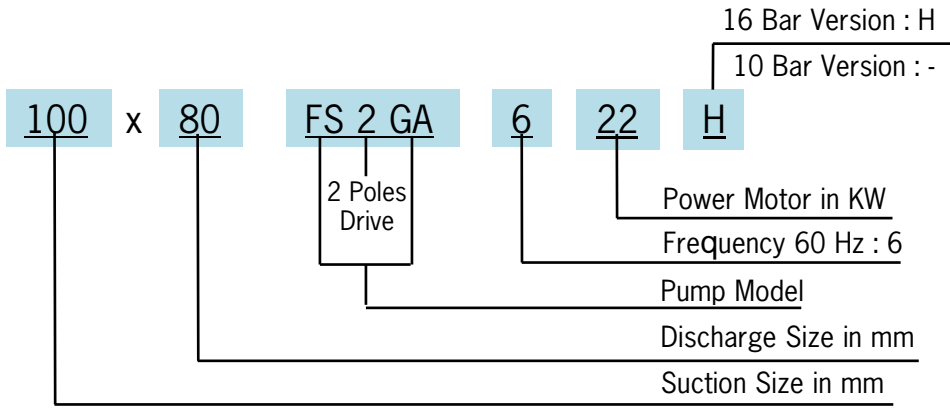 16 Bar Version : H
10 Bar Version : -
100 x 80 FS 2 GA 6 22 H
2 Poles
Drive
Power Motor in KW
Frequency 60 Hz : 6
Pump Model
Discharge Size in mm
Suction Size in mm